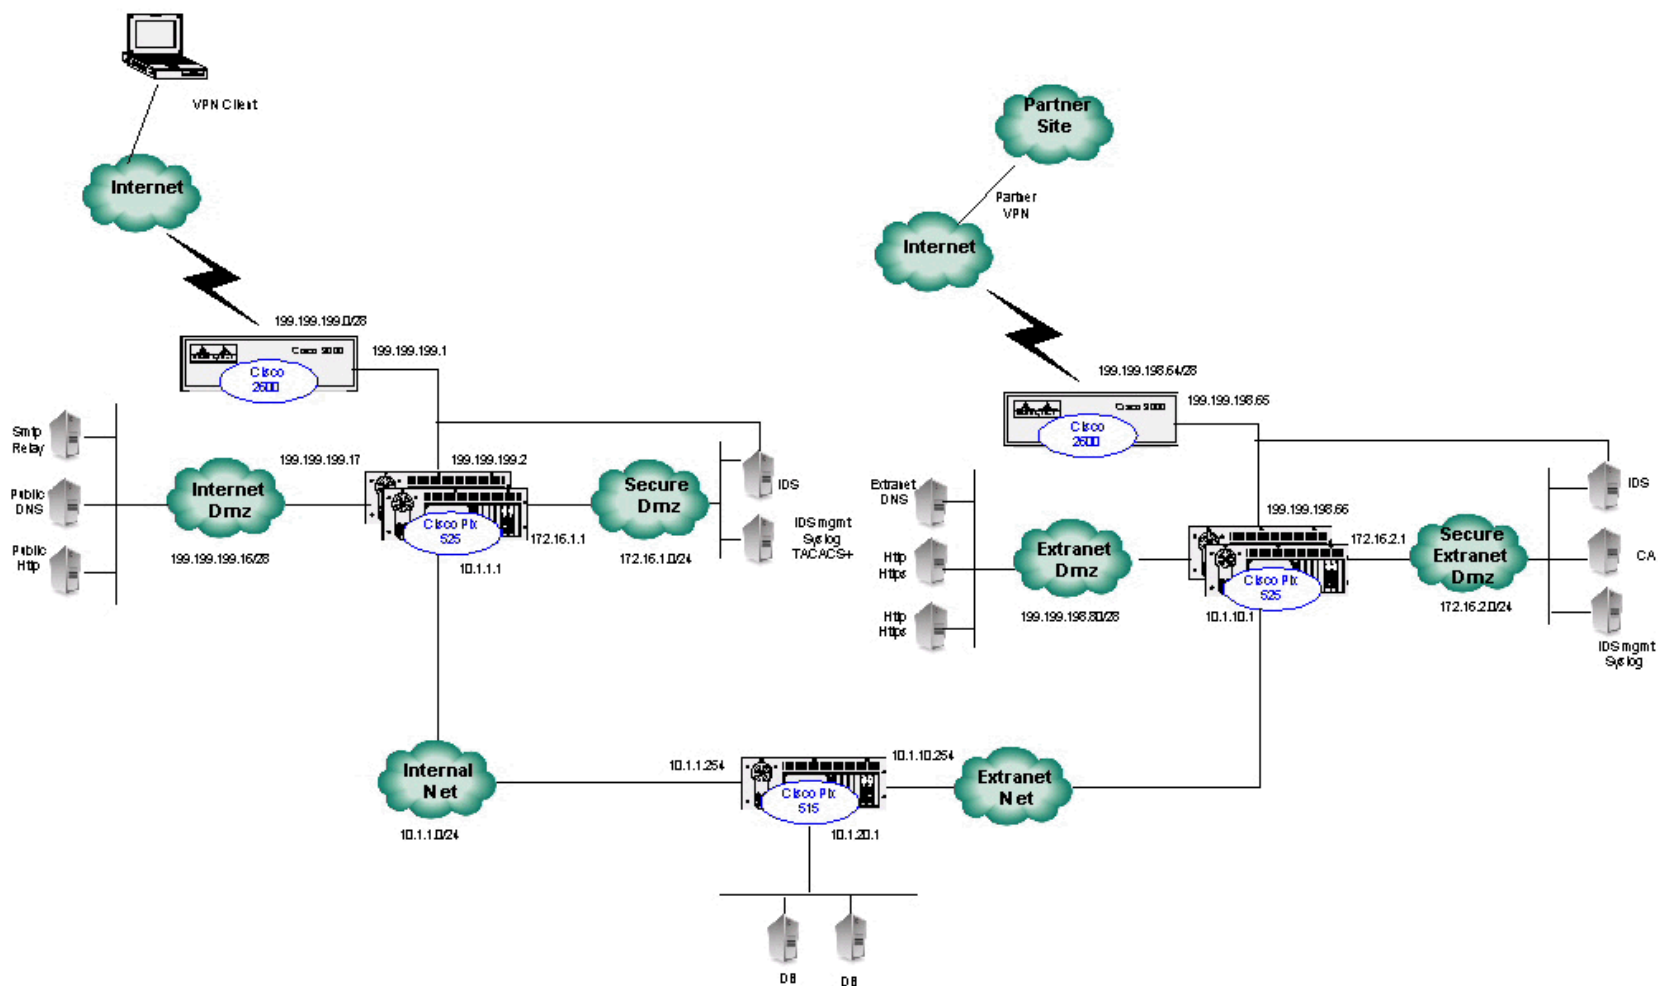 VPN Client
Internet
Partner
Site
Partner
VPN
Internet
199.199.199.0/28
Cisco 9000
199.199.199.1
Cisco
2600
199.199.198.64/28
Cisco 9000
199.199.198.65
Cisco
2600
Smtp
Relay
Public
DNS
Public
Http
Internet
Dmz
199.199.199.16/28
199.199.199.17
199.199.199.2
Cisco Pix
525
172.16.1.1
10.1.1.1
Secure
Dmz
172.16.1.0/24
IDS
IDS mgmt
Syslog
TACACS+
Extranet
DNS
Http
Https
Http
Https
Extranet
Dmz
199.199.198.80/28
199.199.198.66
Cisco Pix
525
172.16.2.1
10.1.10.1
Secure
Extranet
Dmz
172.16.2.0/24
IDS
CA
IDS mgmt
Syslog
Internal
Net
10.1.1.0/24
10.1.1.254
Cisco Pix
515
10.1.10.254
10.1.20.1
Extranet
Net
DB
DB